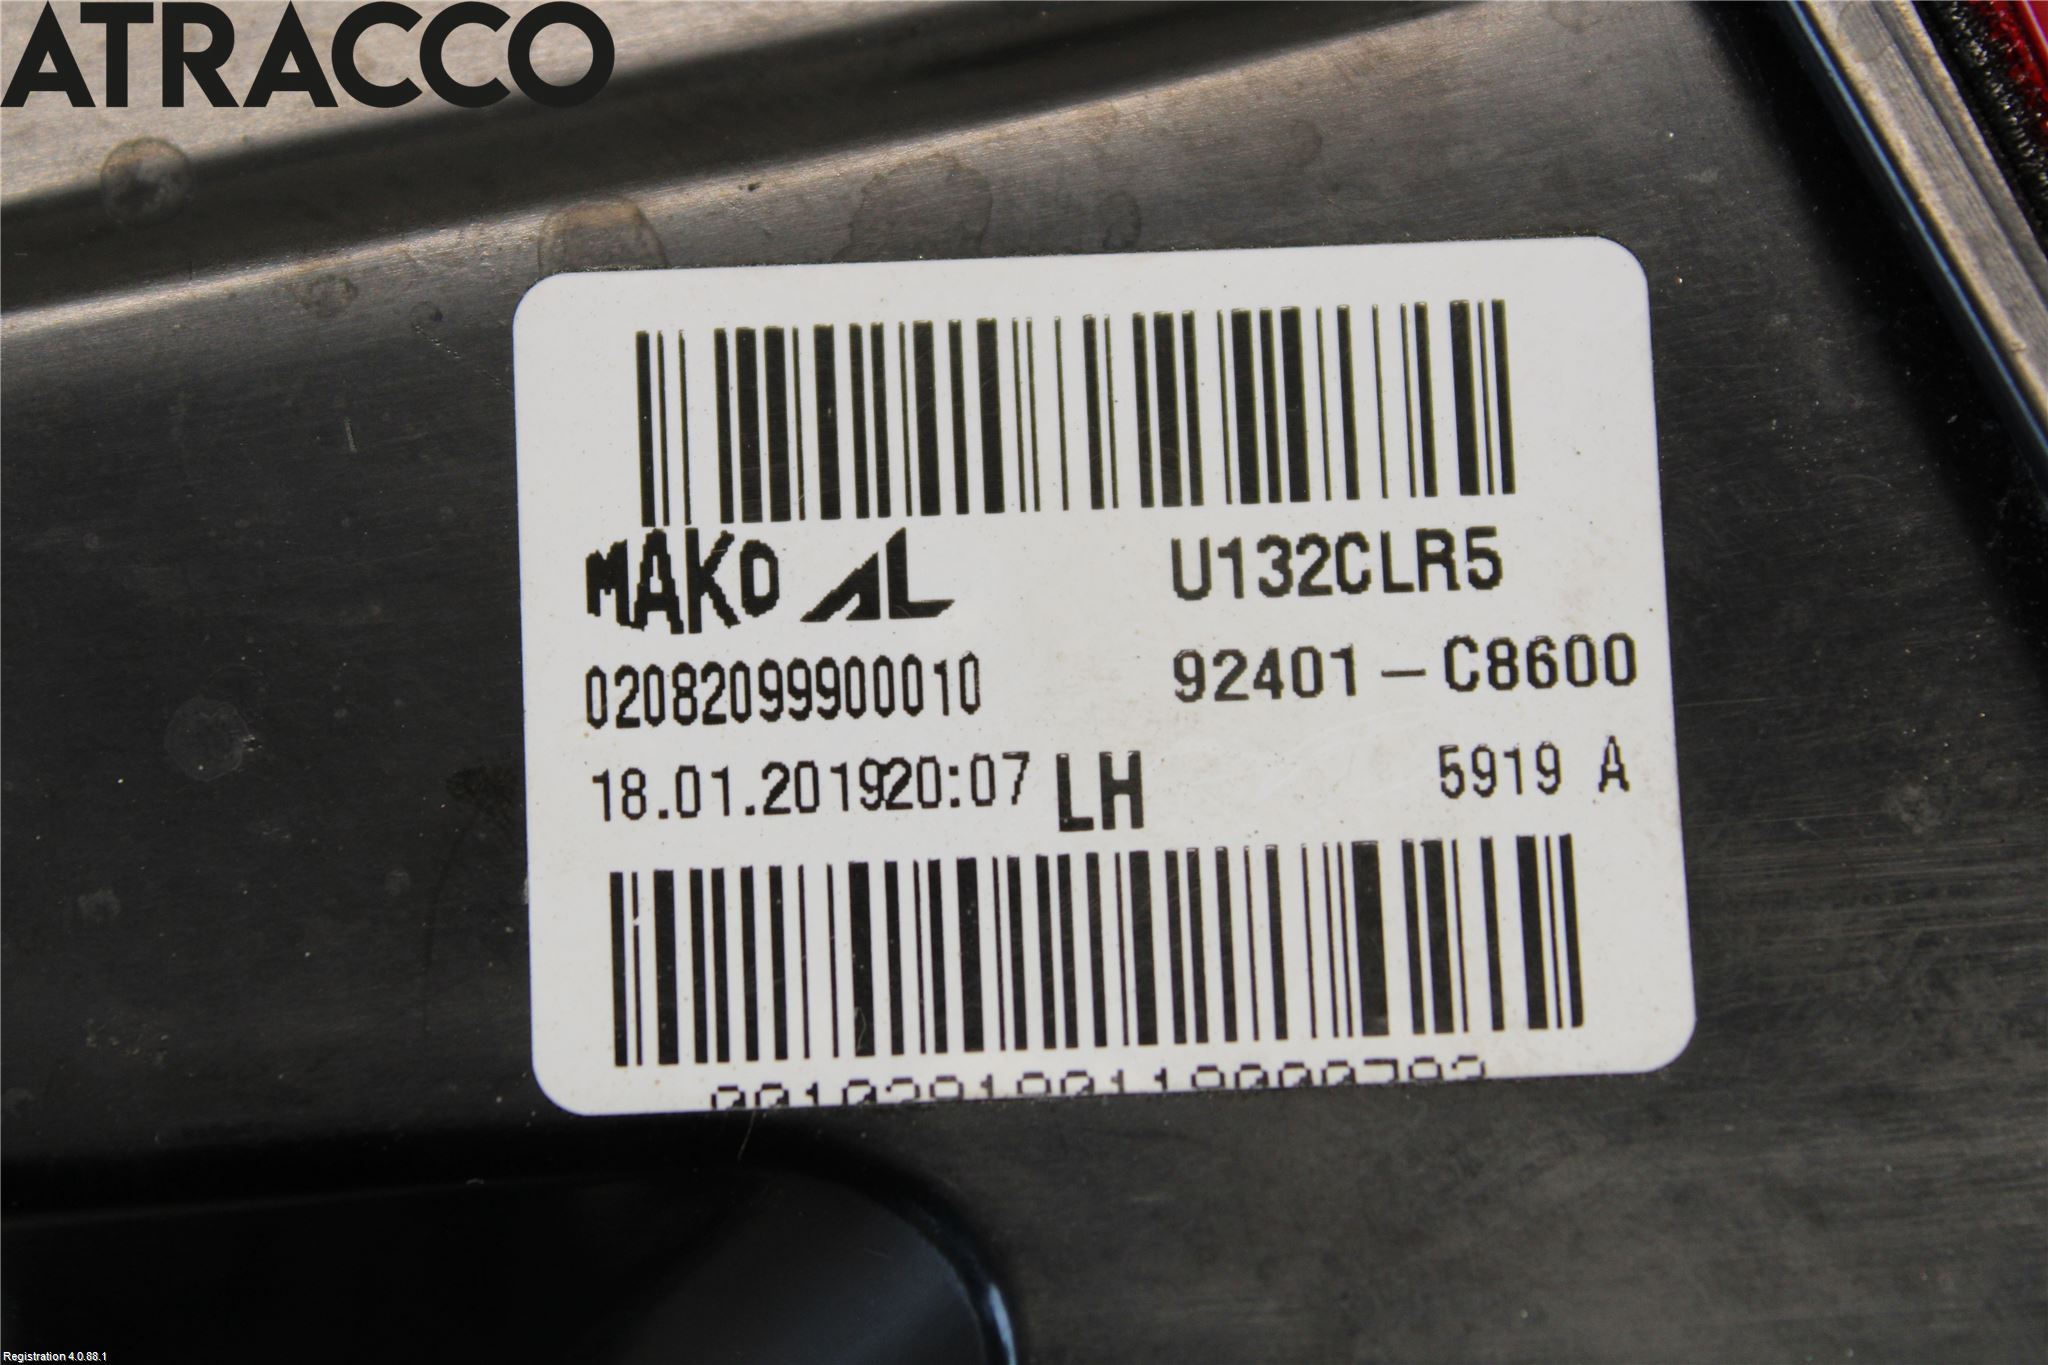 ATRACCO
MAKO AL U132CLR5
02082099900010 92401-C8600
18.01.201920:07 LH 5919 A
Registration 4.0.88.1